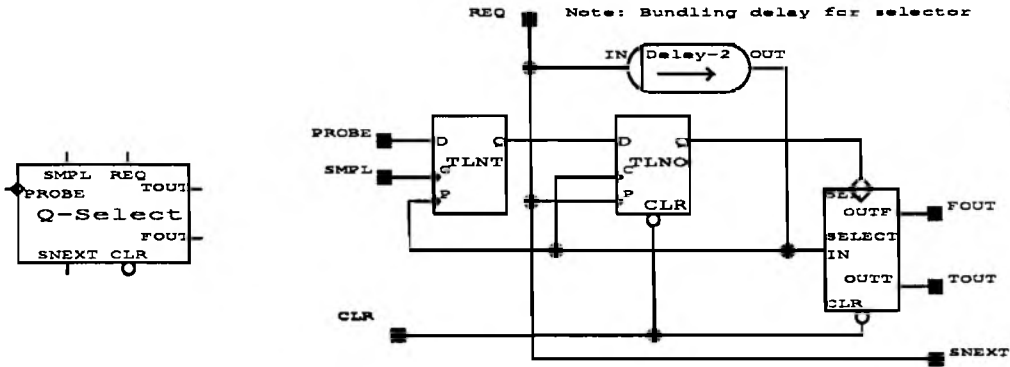 REQ
Note: Bundling delay for selector
IN
Delay-2
OUT
PROBE
SMPL
D
Q
TLNT
C
P
D
Q
TLNO
C
P
CLR
SMPL REQ
PROBE
TOUT
Q-Select
FOUT
SNEXT CLR
SEL
OUTF
SELECT
IN
OUTT
CLR
FOUT
TOUT
CLR
SNEXT